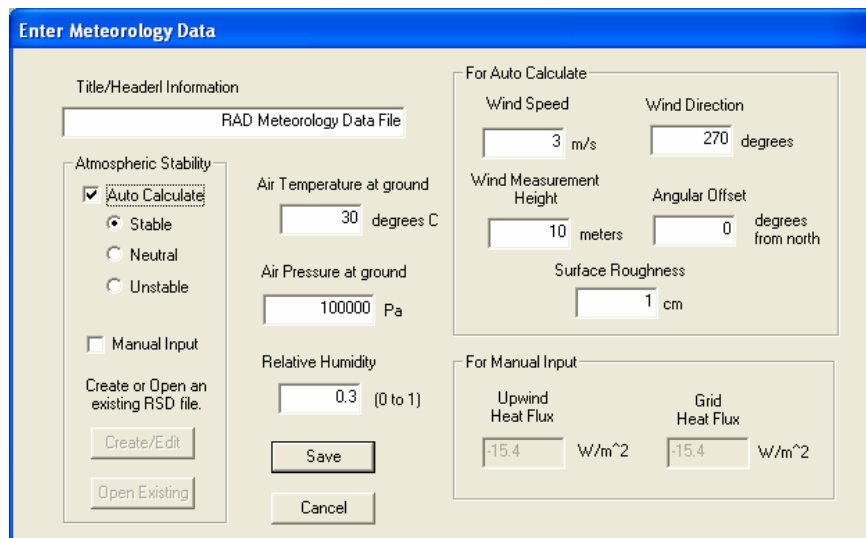 Enter Meteorology Data
Title/Headerl Information
RAD Meteorology Data File
Atmospheric Stability
Auto Calculate
Stable
Neutral
Unstable
Manual Input
Create or Open an
existing RSD file.
Create/Edit
Open Existing
Air Temperature at ground
30 degrees C
Air Pressure at ground
100000 Pa
Relative Humidity
0.3 (0 to 1)
Save
Cancel
For Auto Calculate
Wind Speed
3 m/s
Wind Direction
270 degrees
Wind Measurement
Height
10 meters
Angular Offset
0 degrees
from north
Surface Roughness
1 cm
For Manual Input
Upwind
Heat Flux
-15.4 W/m^2
Grid
Heat Flux
-15.4 W/m^2